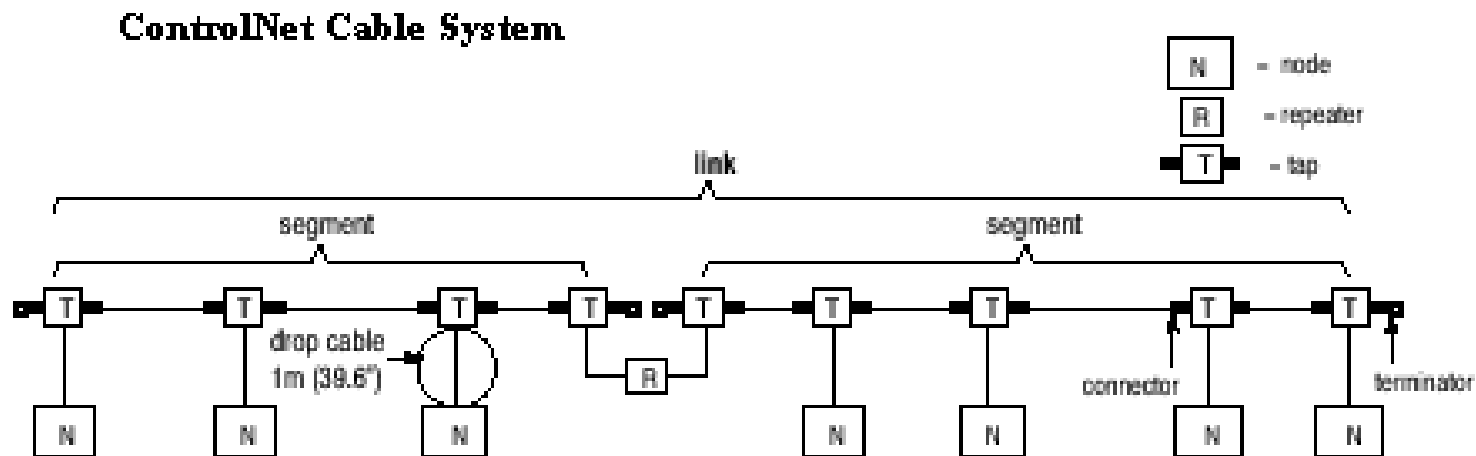 ControlNet Cable System
N = node
R = repeater
T = tap
link
segment
segment
T T T T T T T T T
drop cable
1m (39.6")
R
connector
terminator
N N N N N N N